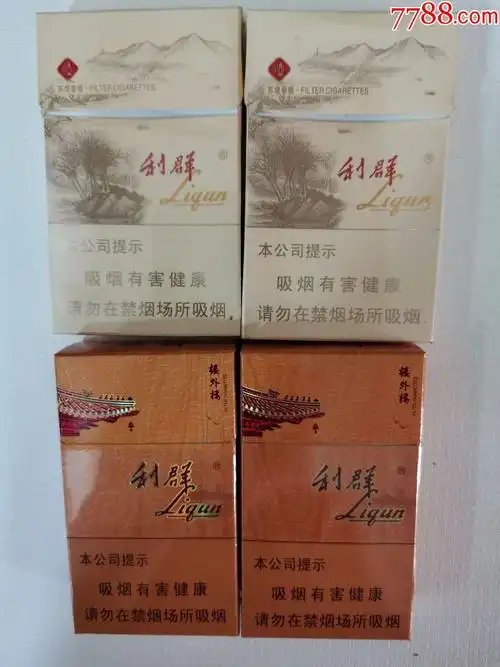 7788.com
利群®
Liqun
本公司提示
吸烟有害健康
请勿在禁烟场所吸烟
·FILTER CIGARETTES
利群®
Liqun
本公司提示
吸烟有害健康
请勿在禁烟场所吸烟
·FILTER CIGARETTES
楼外楼
利群®
Liqun
本公司提示
吸烟有害健康
请勿在禁烟场所吸烟
楼外楼
利群®
Liqun
本公司提示
吸烟有害健康
请勿在禁烟场所吸烟